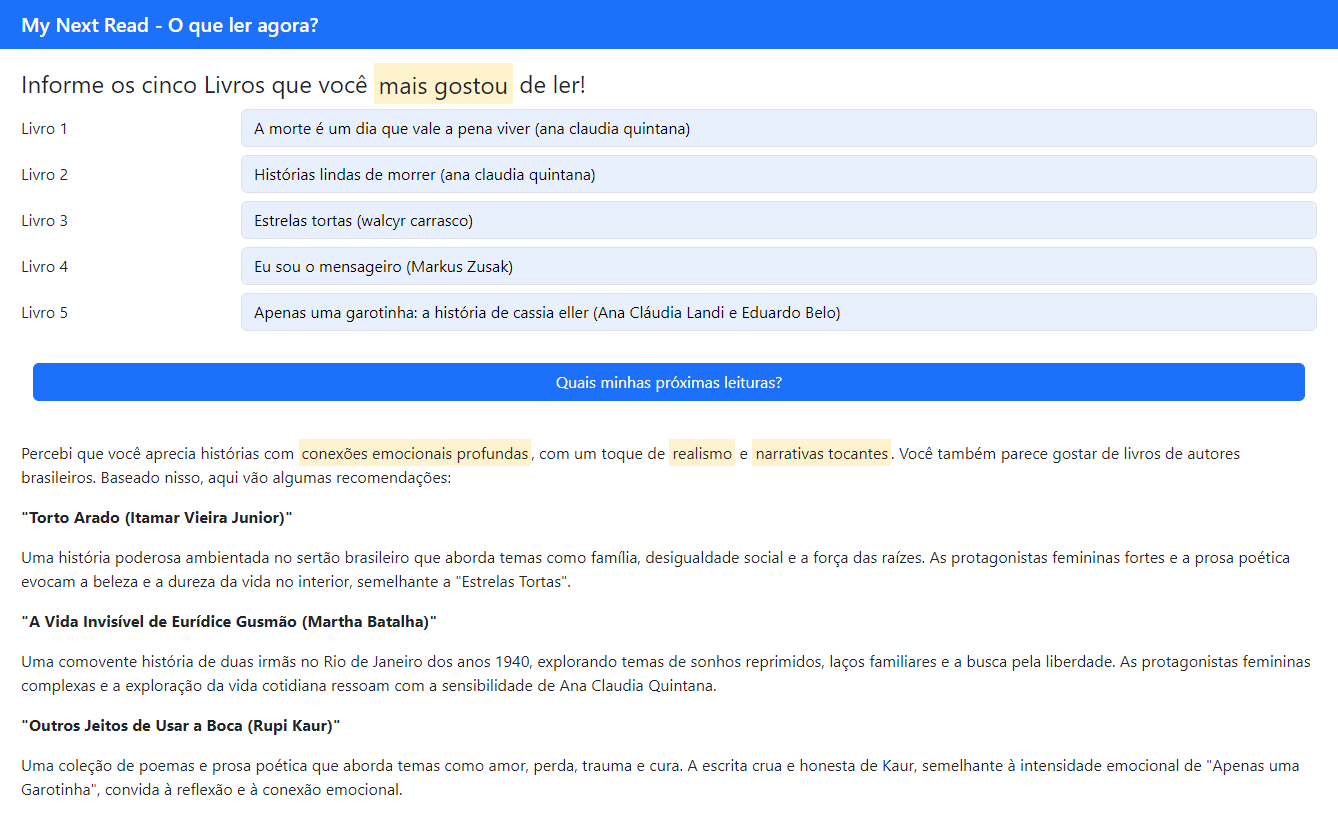 My Next Read - O que ler agora?
Informe os cinco Livros que você mais gostou de ler!
Livro 1 A morte é um dia que vale a pena viver (ana claudia quintana)
Livro 2 Histórias lindas de morrer (ana claudia quintana)
Livro 3 Estrelas tortas (walcyr carrasco)
Livro 4 Eu sou o mensageiro (Markus Zusak)
Livro 5 Apenas uma garotinha: a história de cassia eller (Ana Cláudia Landi e Eduardo Belo)
Quais minhas próximas leituras?
Percebi que você aprecia histórias com conexões emocionais profundas, com um toque de realismo e narrativas tocantes. Você também parece gostar de livros de autores
brasileiros. Baseado nisso, aqui vão algumas recomendações:
"Torto Arado (Itamar Vieira Junior)"
Uma história poderosa ambientada no sertão brasileiro que aborda temas como família, desigualdade social e a força das raízes. As protagonistas femininas fortes e a prosa poética
evocam a beleza e a dureza da vida no interior, semelhante a "Estrelas Tortas".
"A Vida Invisível de Eurídice Gusmão (Martha Batalha)"
Uma comovente história de duas irmãs no Rio de Janeiro dos anos 1940, explorando temas de sonhos reprimidos, laços familiares e a busca pela liberdade. As protagonistas femininas
complexas e a exploração da vida cotidiana ressoam com a sensibilidade de Ana Claudia Quintana.
"Outros Jeitos de Usar a Boca (Rupi Kaur)"
Uma coleção de poemas e prosa poética que aborda temas como amor, perda, trauma e cura. A escrita crua e honesta de Kaur, semelhante à intensidade emocional de "Apenas uma
Garotinha", convida à reflexão e à conexão emocional.